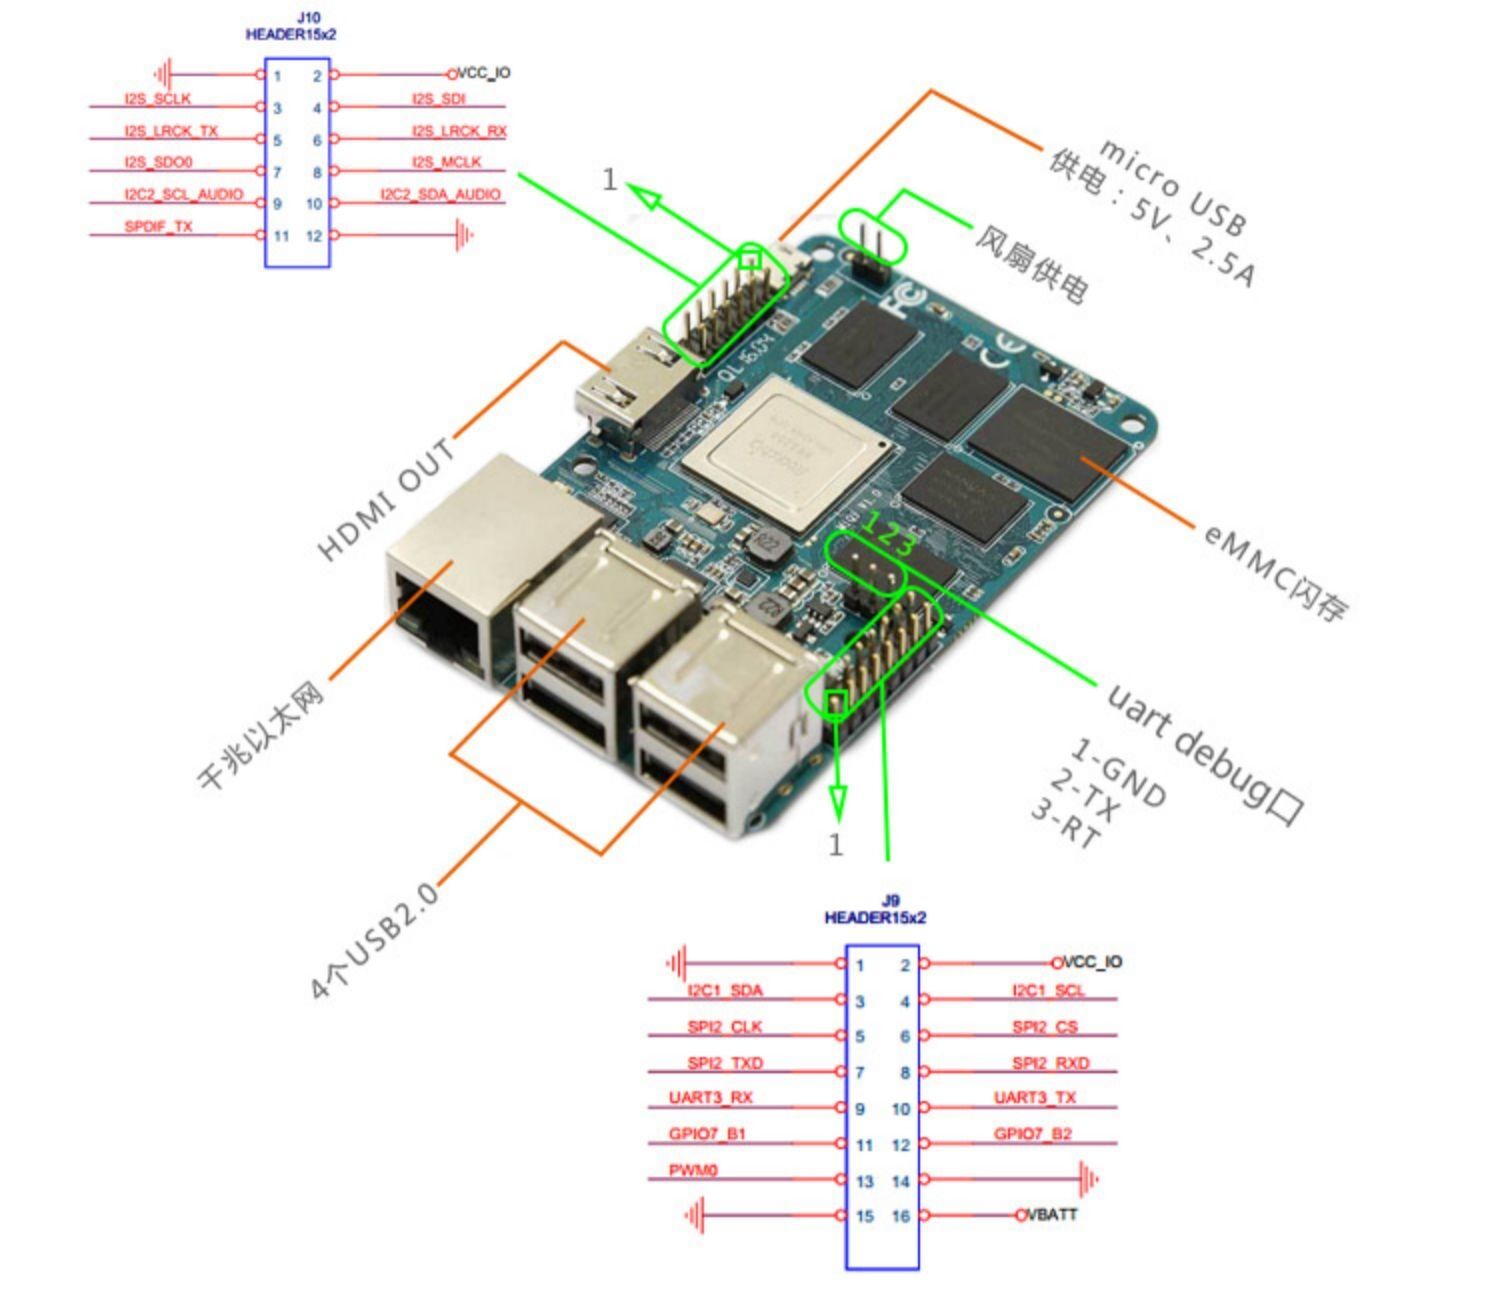 J10
HEADER15x2
1 2 VCC_IO
I2S_SCLK 3 4 I2S_SDI
I2S_LRCK_TX 5 6 I2S_LRCK_RX
I2S_SDO0 7 8 I2S_MCLK
I2C2_SCL_AUDIO 9 10 I2C2_SDA_AUDIO
SPDIF_TX 11 12
1
micro USB
供电：5V、2.5A
风扇供电
FC
CE
QL1604
HDMI OUT
R22
R22
123
eMMC闪存
千兆以太网
4个USB2.0
uart debug口
1-GND
2-TX
3-RT
1
J9
HEADER15x2
1 2 VCC_IO
I2C1_SDA 3 4 I2C1_SCL
SPI2_CLK 5 6 SPI2_CS
SPI2_TXD 7 8 SPI2_RXD
UART3_RX 9 10 UART3_TX
GPIO7_B1 11 12 GPIO7_B2
PWM0 13 14
15 16 VBATT